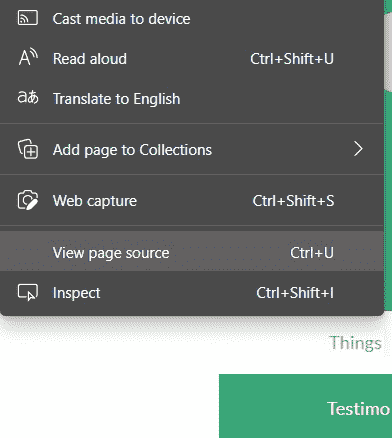 Cast media to device
Read aloud Ctrl+Shift+U
Translate to English
Add page to Collections
Web capture Ctrl+Shift+S
View page source Ctrl+U
Inspect Ctrl+Shift+I
Things
Testimo